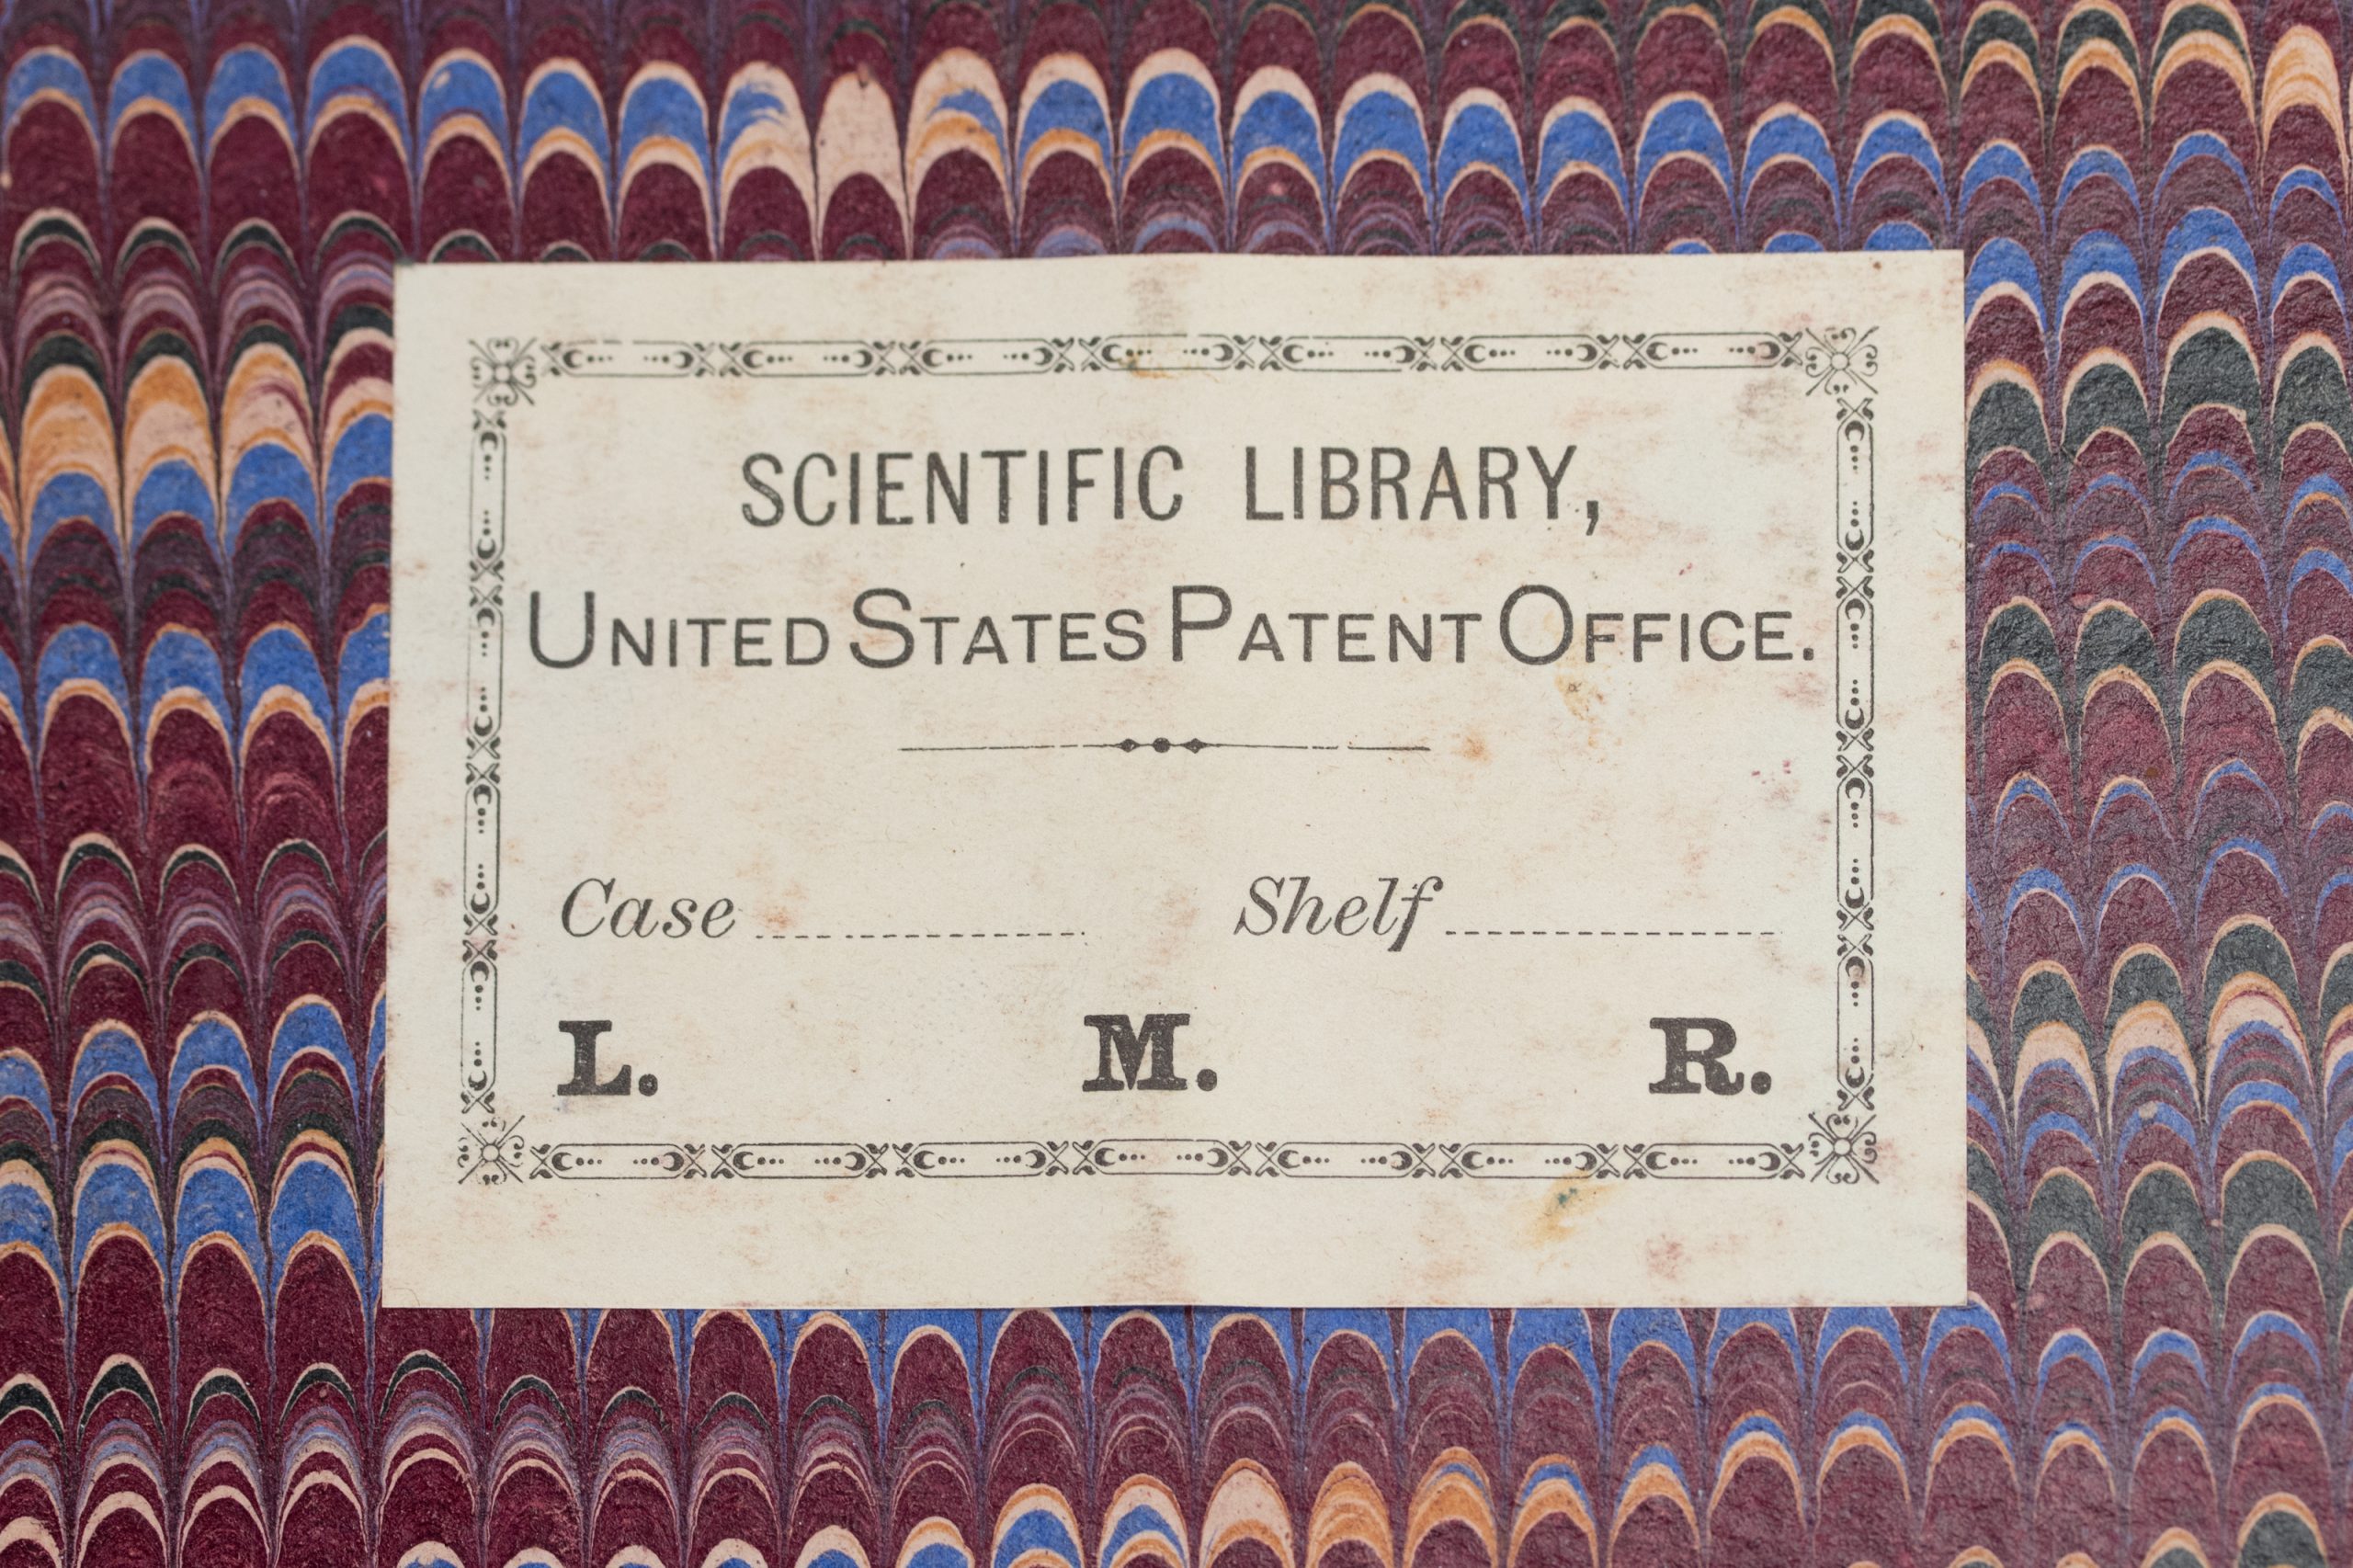 SCIENTIFIC LIBRARY,
UNITED STATES PATENT OFFICE.
Case ................ Shelf ................
L. M. R.